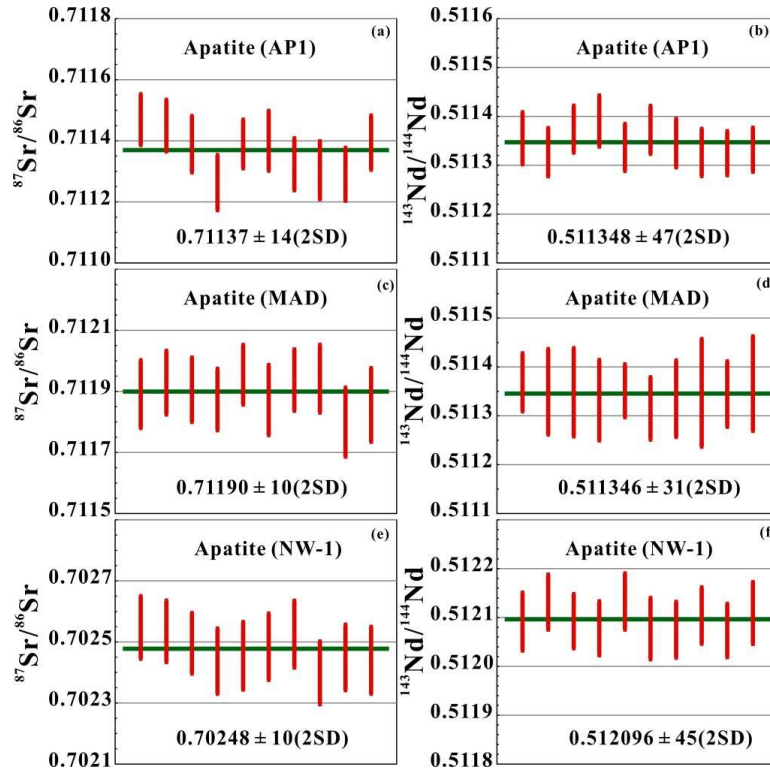 (a)
Apatite (AP1)
⁸⁷Sr/⁸⁶Sr
0.7118
0.7116
0.7114
0.7112
0.7110
0.71137 ± 14(2SD)
(b)
Apatite (AP1)
¹⁴³Nd/¹⁴⁴Nd
0.5116
0.5115
0.5114
0.5113
0.5112
0.5111
0.511348 ± 47(2SD)
(c)
Apatite (MAD)
⁸⁷Sr/⁸⁶Sr
0.7121
0.7119
0.7117
0.7115
0.71190 ± 10(2SD)
(d)
Apatite (MAD)
¹⁴³Nd/¹⁴⁴Nd
0.5115
0.5114
0.5113
0.5112
0.5111
0.511346 ± 31(2SD)
(e)
Apatite (NW-1)
⁸⁷Sr/⁸⁶Sr
0.7027
0.7025
0.7023
0.7021
0.70248 ± 10(2SD)
(f)
Apatite (NW-1)
¹⁴³Nd/¹⁴⁴Nd
0.5122
0.5121
0.5120
0.5119
0.5118
0.512096 ± 45(2SD)